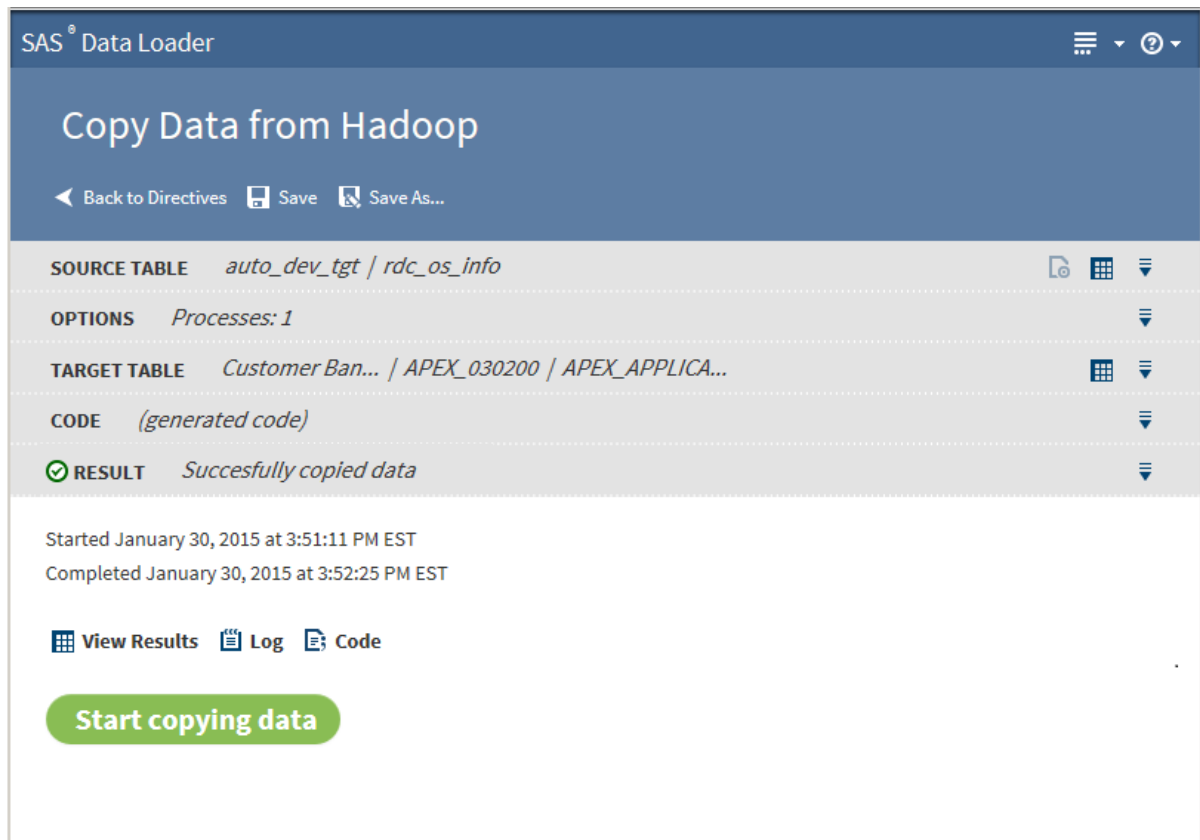 SAS® Data Loader
Copy Data from Hadoop
Back to Directives Save Save As...
SOURCE TABLE auto_dev_tgt | rdc_os_info
OPTIONS Processes: 1
TARGET TABLE Customer Ban... | APEX_030200 | APEX_APPLICA...
CODE (generated code)
RESULT Succesfully copied data
Started January 30, 2015 at 3:51:11 PM EST
Completed January 30, 2015 at 3:52:25 PM EST
View Results Log Code
Start copying data